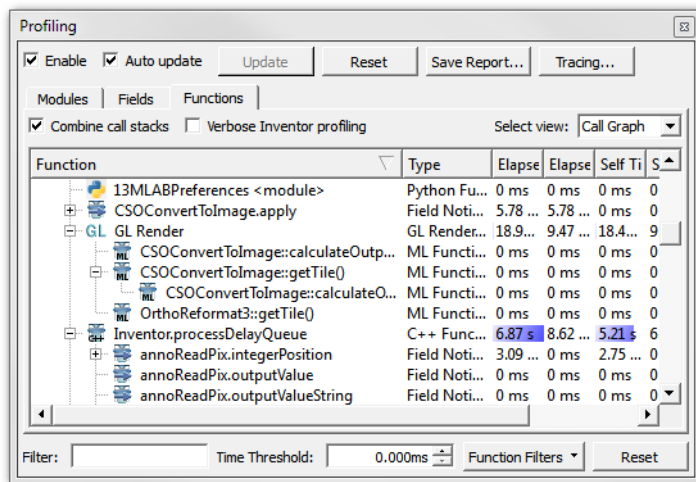 Profiling
Enable Auto update Update Reset Save Report... Tracing...
Modules Fields Functions
Combine call stacks Verbose Inventor profiling Select view: Call Graph
Function Type Elapse Elapse Self Ti S
13MLABPreferences <module> Python Fu... 0 ms 0 ms 0 ms 0
CSOConvertToImage.apply Field Noti... 5.78 ... 5.78 ... 0 ms 0
GL GL Render GL Render... 18.9... 9.47 ... 18.4... 9
ML CSOConvertToImage::calculateOutp... ML Functi... 0 ms 0 ms 0 ms 0
ML CSOConvertToImage::getTile() ML Functi... 0 ms 0 ms 0 ms 0
ML CSOConvertToImage::calculateO... ML Functi... 0 ms 0 ms 0 ms 0
ML OrthoReformat3::getTile() ML Functi... 0 ms 0 ms 0 ms 0
C++ Inventor.processDelayQueue C++ Func... 6.87 s 8.62 ... 5.21 s 6
annoReadPix.integerPosition Field Noti... 3.09 ... 0 ms 2.75 ... 0
annoReadPix.outputValue Field Noti... 0 ms 0 ms 0 ms 0
annoReadPix.outputValueString Field Noti... 0 ms 0 ms 0 ms 0
Filter: Time Threshold: 0.000ms Function Filters Reset